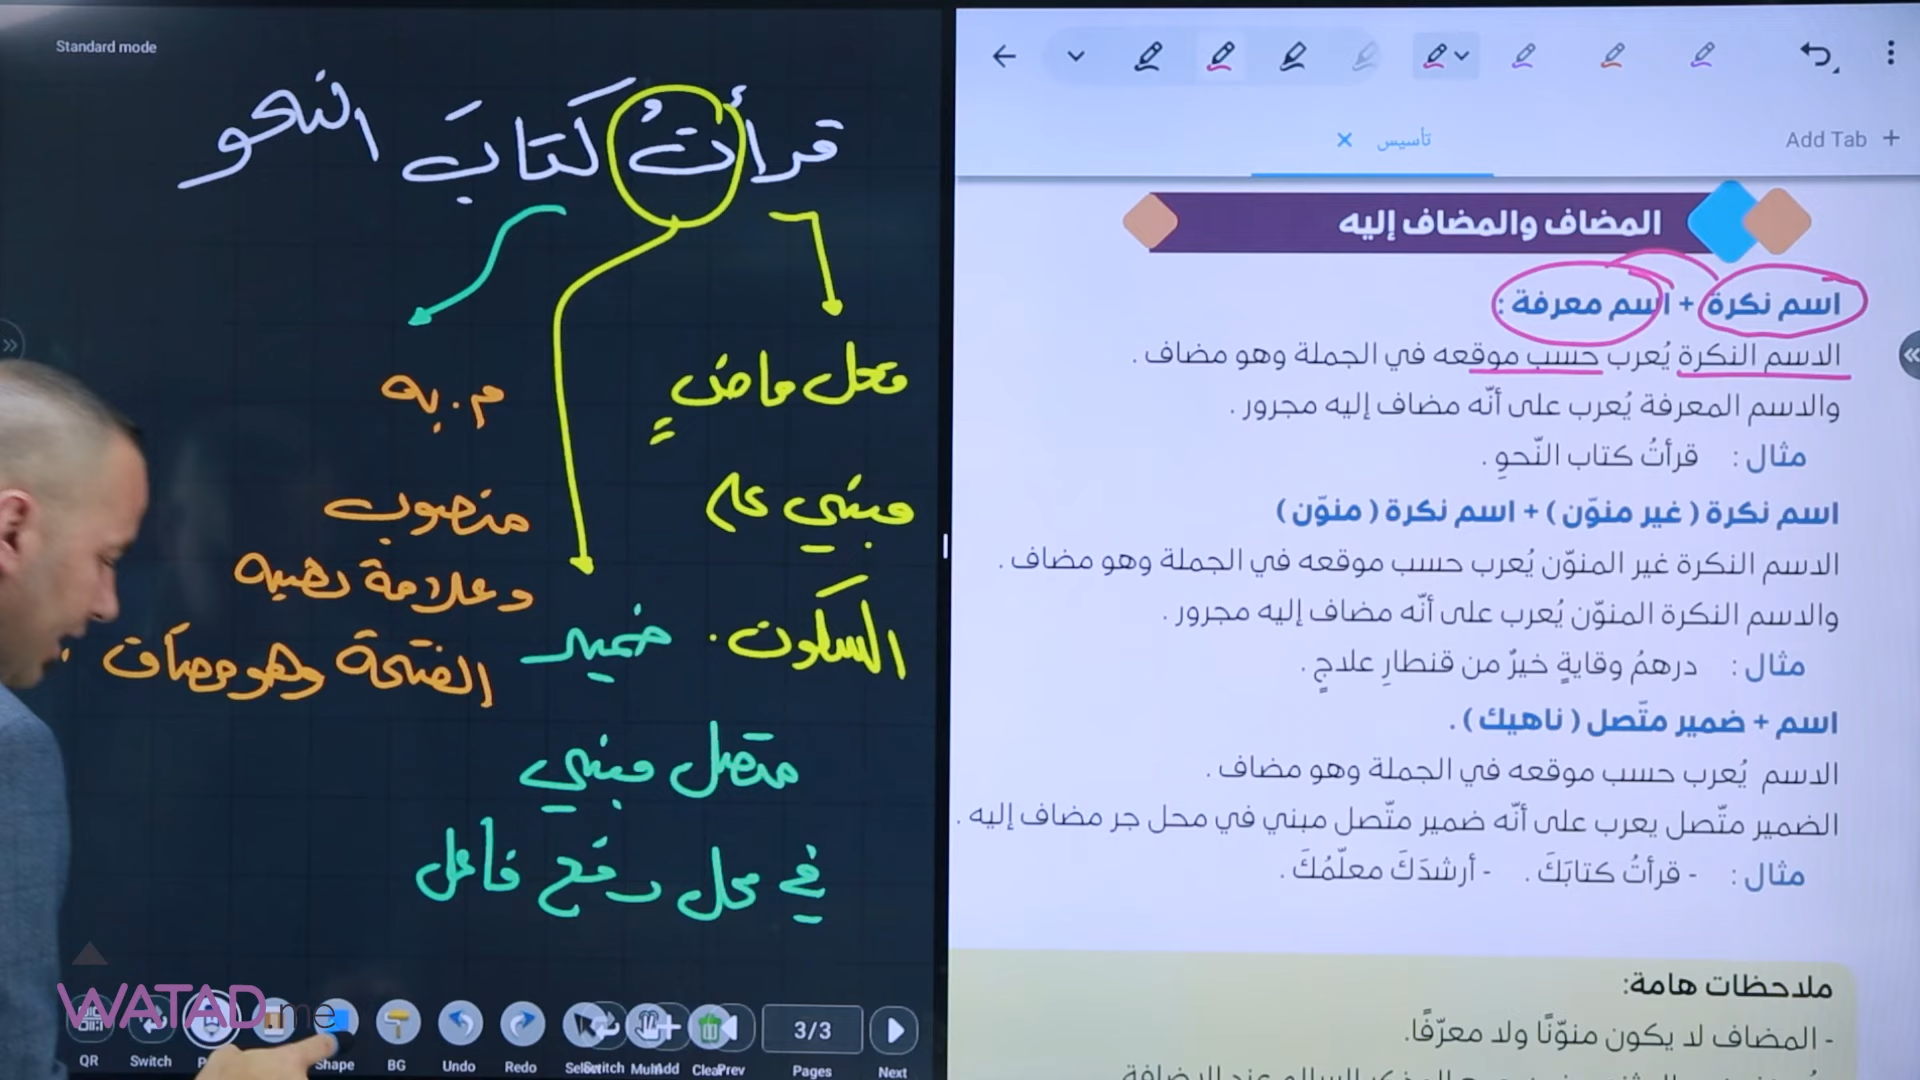 Standard mode
قرأتُ كتابَ النحو
فعل ماضٍ
مبني على
السكون.
ضمير
متصل مبني
في محل رفع فاعل
م. به
منصوب
وعلامة نصبه
الفتحة وهو مضاف.
WATAD.me
QR
Switch
Shape
BG
Undo
Redo
Pages
3/3
Next
تأسيس
Add Tab +
المضاف والمضاف إليه
اسم نكرة + اسم معرفة :
الاسم النكرة يُعرب حسب موقعه في الجملة وهو مضاف .
والاسم المعرفة يُعرب على أنّه مضاف إليه مجرور .
مثال : قرأتُ كتاب النّحوِ .
اسم نكرة ( غير منوّن ) + اسم نكرة ( منوّن )
الاسم النكرة غير المنوّن يُعرب حسب موقعه في الجملة وهو مضاف .
والاسم النكرة المنوّن يُعرب على أنّه مضاف إليه مجرور .
مثال : درهمُ وقايةٍ خيرٌ من قنطارِ علاجٍ .
اسم + ضمير متّصل ( ناهيك ) .
الاسم يُعرب حسب موقعه في الجملة وهو مضاف .
الضمير متّصل يعرب على أنّه ضمير متّصل مبني في محل جر مضاف إليه .
مثال : - قرأتُ كتابَكَ . - أرشدَكَ معلّمُكَ .
ملاحظات هامة:
- المضاف لا يكون منوّنًا ولا معرّفًا.